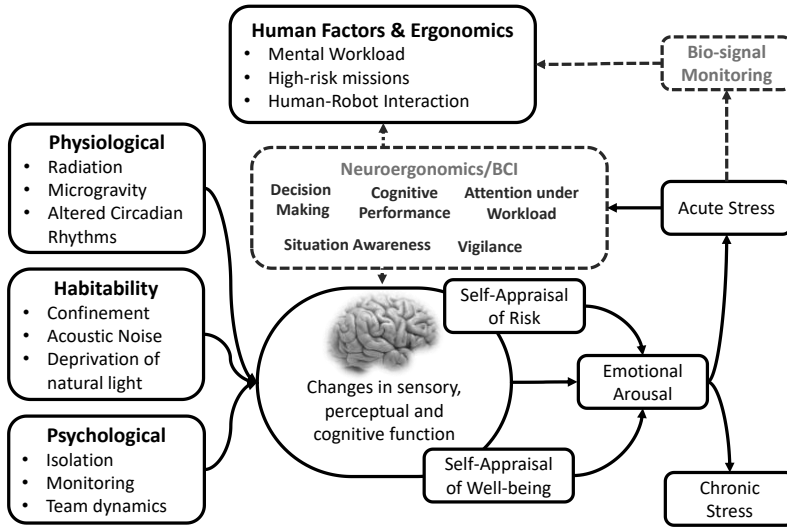 Human Factors & Ergonomics
• Mental Workload
• High-risk missions
• Human-Robot Interaction
Bio-signal
Monitoring
Physiological
• Radiation
• Microgravity
• Altered Circadian
Rhythms
Neuroergonomics/BCI
Decision
Making
Cognitive
Performance
Attention under
Workload
Situation Awareness
Vigilance
Acute Stress
Habitability
• Confinement
• Acoustic Noise
• Deprivation of
natural light
Self-Appraisal
of Risk
Changes in sensory,
perceptual and
cognitive function
Emotional
Arousal
Psychological
• Isolation
• Monitoring
• Team dynamics
Self-Appraisal
of Well-being
Chronic
Stress